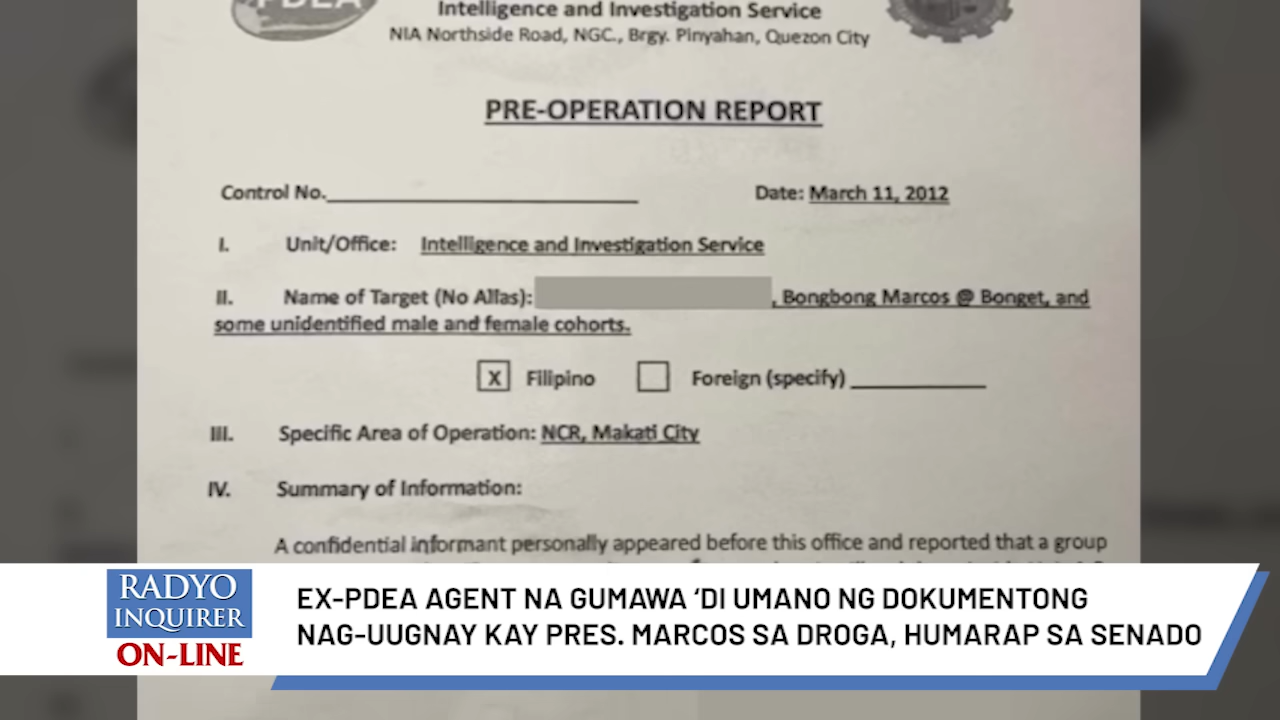 PDEA
Intelligence and Investigation Service
NIA Northside Road, NGC., Brgy. Pinyahan, Quezon City
PRE-OPERATION REPORT
Control No.
Date: March 11, 2012
I. Unit/Office: Intelligence and Investigation Service
II. Name of Target (No Alias): , Bongbong Marcos @ Bonget, and
some unidentified male and female cohorts.
X Filipino Foreign (specify)
III. Specific Area of Operation: NCR, Makati City
IV. Summary of Information:
A confidential informant personally appeared before this office and reported that a group
RADYO
INQUIRER
ON-LINE
EX-PDEA AGENT NA GUMAWA ‘DI UMANO NG DOKUMENTONG
NAG-UUGNAY KAY PRES. MARCOS SA DROGA, HUMARAP SA SENADO